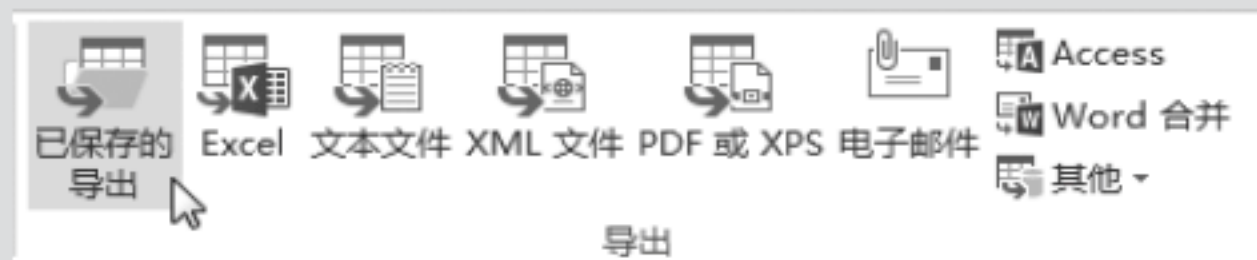 已保存的
导出
Excel
文本文件
XML 文件
PDF 或 XPS
电子邮件
Access
Word 合并
其他
导出